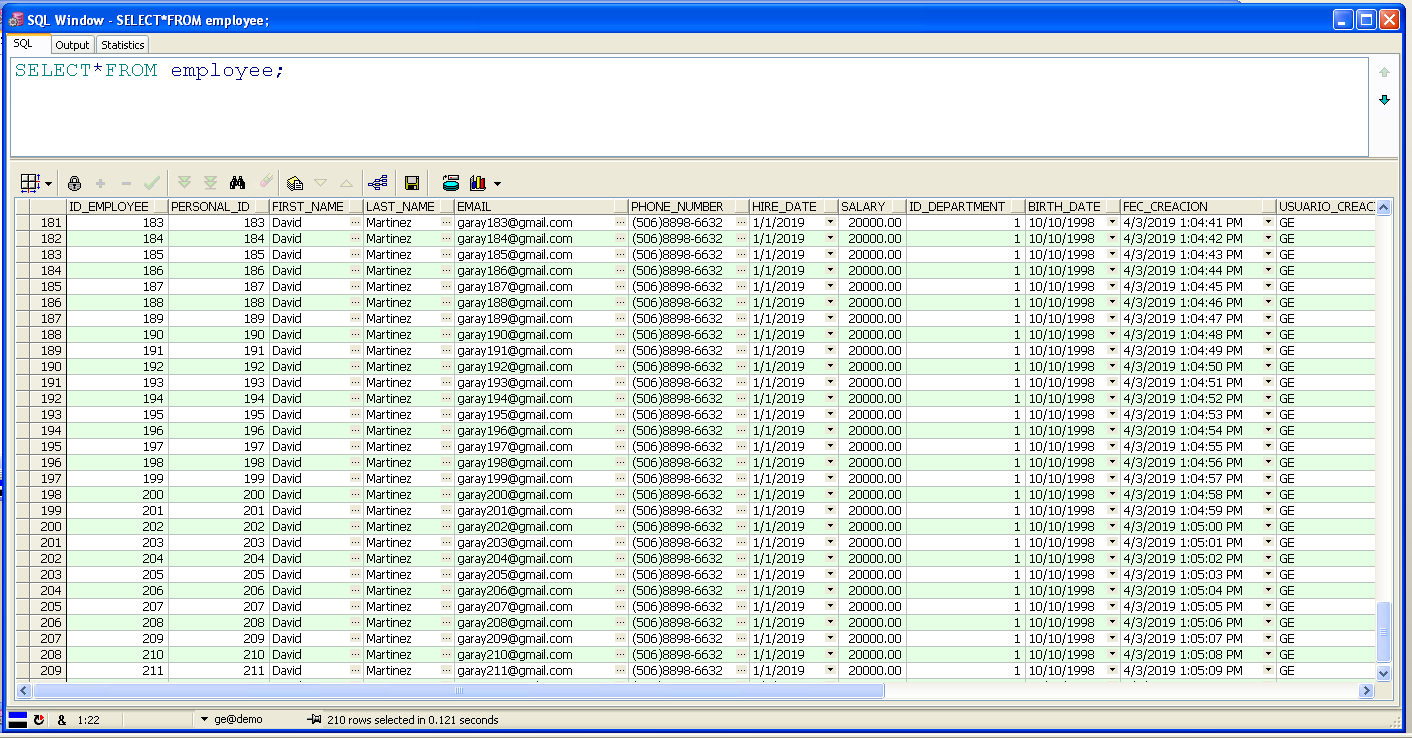 SQL Window - SELECT*FROM employee;
SQL Output Statistics
SELECT*FROM employee;
ID_EMPLOYEE PERSONAL_ID FIRST_NAME LAST_NAME EMAIL PHONE_NUMBER HIRE_DATE SALARY ID_DEPARTMENT BIRTH_DATE FEC_CREACION USUARIO_CREAC
181 183 183 David Martinez garay183@gmail.com (506)8898-6632 1/1/2019 20000.00 1 10/10/1998 4/3/2019 1:04:41 PM GE
182 184 184 David Martinez garay184@gmail.com (506)8898-6632 1/1/2019 20000.00 1 10/10/1998 4/3/2019 1:04:42 PM GE
183 185 185 David Martinez garay185@gmail.com (506)8898-6632 1/1/2019 20000.00 1 10/10/1998 4/3/2019 1:04:43 PM GE
184 186 186 David Martinez garay186@gmail.com (506)8898-6632 1/1/2019 20000.00 1 10/10/1998 4/3/2019 1:04:44 PM GE
185 187 187 David Martinez garay187@gmail.com (506)8898-6632 1/1/2019 20000.00 1 10/10/1998 4/3/2019 1:04:45 PM GE
186 188 188 David Martinez garay188@gmail.com (506)8898-6632 1/1/2019 20000.00 1 10/10/1998 4/3/2019 1:04:46 PM GE
187 189 189 David Martinez garay189@gmail.com (506)8898-6632 1/1/2019 20000.00 1 10/10/1998 4/3/2019 1:04:47 PM GE
188 190 190 David Martinez garay190@gmail.com (506)8898-6632 1/1/2019 20000.00 1 10/10/1998 4/3/2019 1:04:48 PM GE
189 191 191 David Martinez garay191@gmail.com (506)8898-6632 1/1/2019 20000.00 1 10/10/1998 4/3/2019 1:04:49 PM GE
190 192 192 David Martinez garay192@gmail.com (506)8898-6632 1/1/2019 20000.00 1 10/10/1998 4/3/2019 1:04:50 PM GE
191 193 193 David Martinez garay193@gmail.com (506)8898-6632 1/1/2019 20000.00 1 10/10/1998 4/3/2019 1:04:51 PM GE
192 194 194 David Martinez garay194@gmail.com (506)8898-6632 1/1/2019 20000.00 1 10/10/1998 4/3/2019 1:04:52 PM GE
193 195 195 David Martinez garay195@gmail.com (506)8898-6632 1/1/2019 20000.00 1 10/10/1998 4/3/2019 1:04:53 PM GE
194 196 196 David Martinez garay196@gmail.com (506)8898-6632 1/1/2019 20000.00 1 10/10/1998 4/3/2019 1:04:54 PM GE
195 197 197 David Martinez garay197@gmail.com (506)8898-6632 1/1/2019 20000.00 1 10/10/1998 4/3/2019 1:04:55 PM GE
196 198 198 David Martinez garay198@gmail.com (506)8898-6632 1/1/2019 20000.00 1 10/10/1998 4/3/2019 1:04:56 PM GE
197 199 199 David Martinez garay199@gmail.com (506)8898-6632 1/1/2019 20000.00 1 10/10/1998 4/3/2019 1:04:57 PM GE
198 200 200 David Martinez garay200@gmail.com (506)8898-6632 1/1/2019 20000.00 1 10/10/1998 4/3/2019 1:04:58 PM GE
199 201 201 David Martinez garay201@gmail.com (506)8898-6632 1/1/2019 20000.00 1 10/10/1998 4/3/2019 1:04:59 PM GE
200 202 202 David Martinez garay202@gmail.com (506)8898-6632 1/1/2019 20000.00 1 10/10/1998 4/3/2019 1:05:00 PM GE
201 203 203 David Martinez garay203@gmail.com (506)8898-6632 1/1/2019 20000.00 1 10/10/1998 4/3/2019 1:05:01 PM GE
202 204 204 David Martinez garay204@gmail.com (506)8898-6632 1/1/2019 20000.00 1 10/10/1998 4/3/2019 1:05:02 PM GE
203 205 205 David Martinez garay205@gmail.com (506)8898-6632 1/1/2019 20000.00 1 10/10/1998 4/3/2019 1:05:03 PM GE
204 206 206 David Martinez garay206@gmail.com (506)8898-6632 1/1/2019 20000.00 1 10/10/1998 4/3/2019 1:05:04 PM GE
205 207 207 David Martinez garay207@gmail.com (506)8898-6632 1/1/2019 20000.00 1 10/10/1998 4/3/2019 1:05:05 PM GE
206 208 208 David Martinez garay208@gmail.com (506)8898-6632 1/1/2019 20000.00 1 10/10/1998 4/3/2019 1:05:06 PM GE
207 209 209 David Martinez garay209@gmail.com (506)8898-6632 1/1/2019 20000.00 1 10/10/1998 4/3/2019 1:05:07 PM GE
208 210 210 David Martinez garay210@gmail.com (506)8898-6632 1/1/2019 20000.00 1 10/10/1998 4/3/2019 1:05:08 PM GE
209 211 211 David Martinez garay211@gmail.com (506)8898-6632 1/1/2019 20000.00 1 10/10/1998 4/3/2019 1:05:09 PM GE
& 1:22 ge@demo 210 rows selected in 0.121 seconds